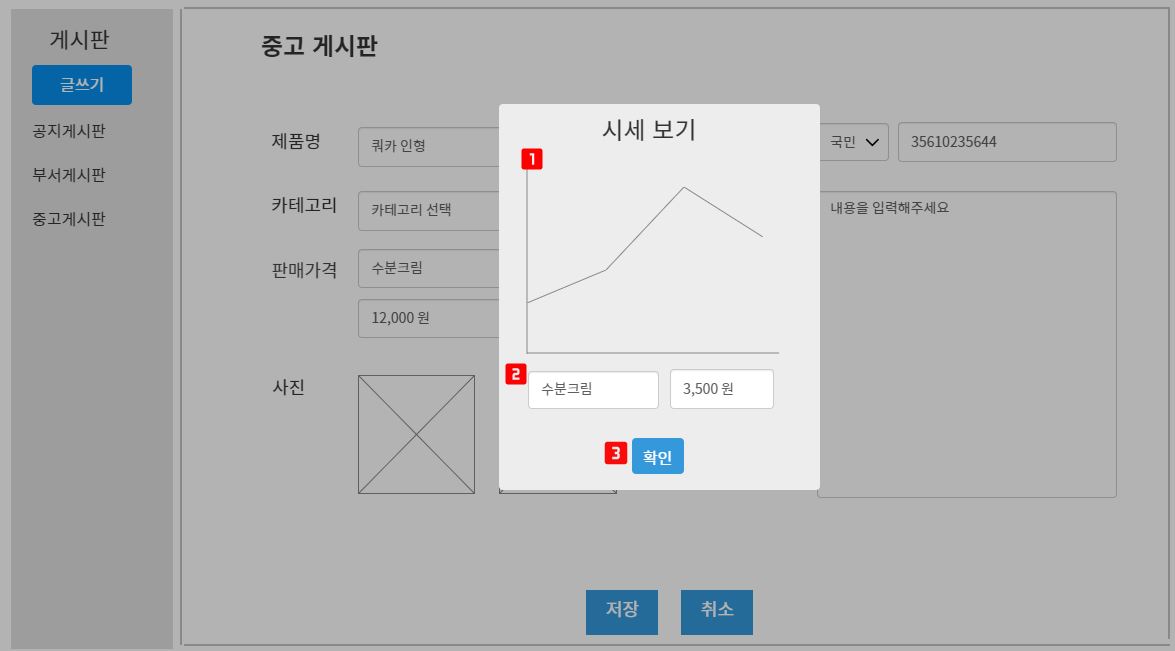 게시판
글쓰기
공지게시판
부서게시판
중고게시판
중고 게시판
제품명
쿼카 인형
카테고리
카테고리 선택
판매가격
수분크림
12,000 원
사진
국민
35610235644
내용을 입력해주세요
시세 보기
1
2
수분크림
3,500 원
3
확인
저장
취소